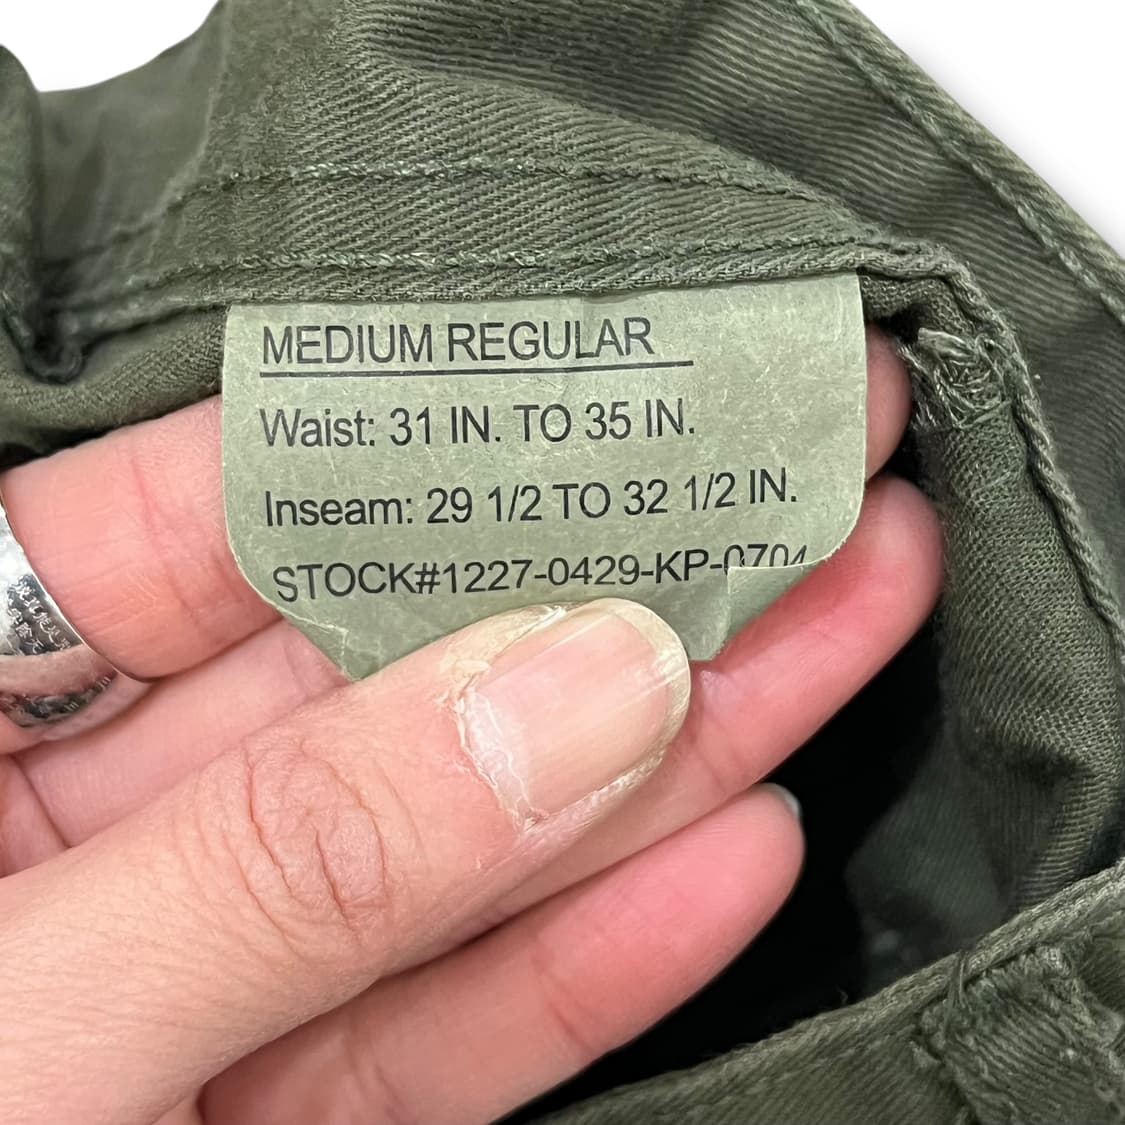 MEDIUM REGULAR
Waist: 31 IN. TO 35 IN.
Inseam: 29 1/2 TO 32 1/2 IN.
STOCK#1227-0429-KP-0704